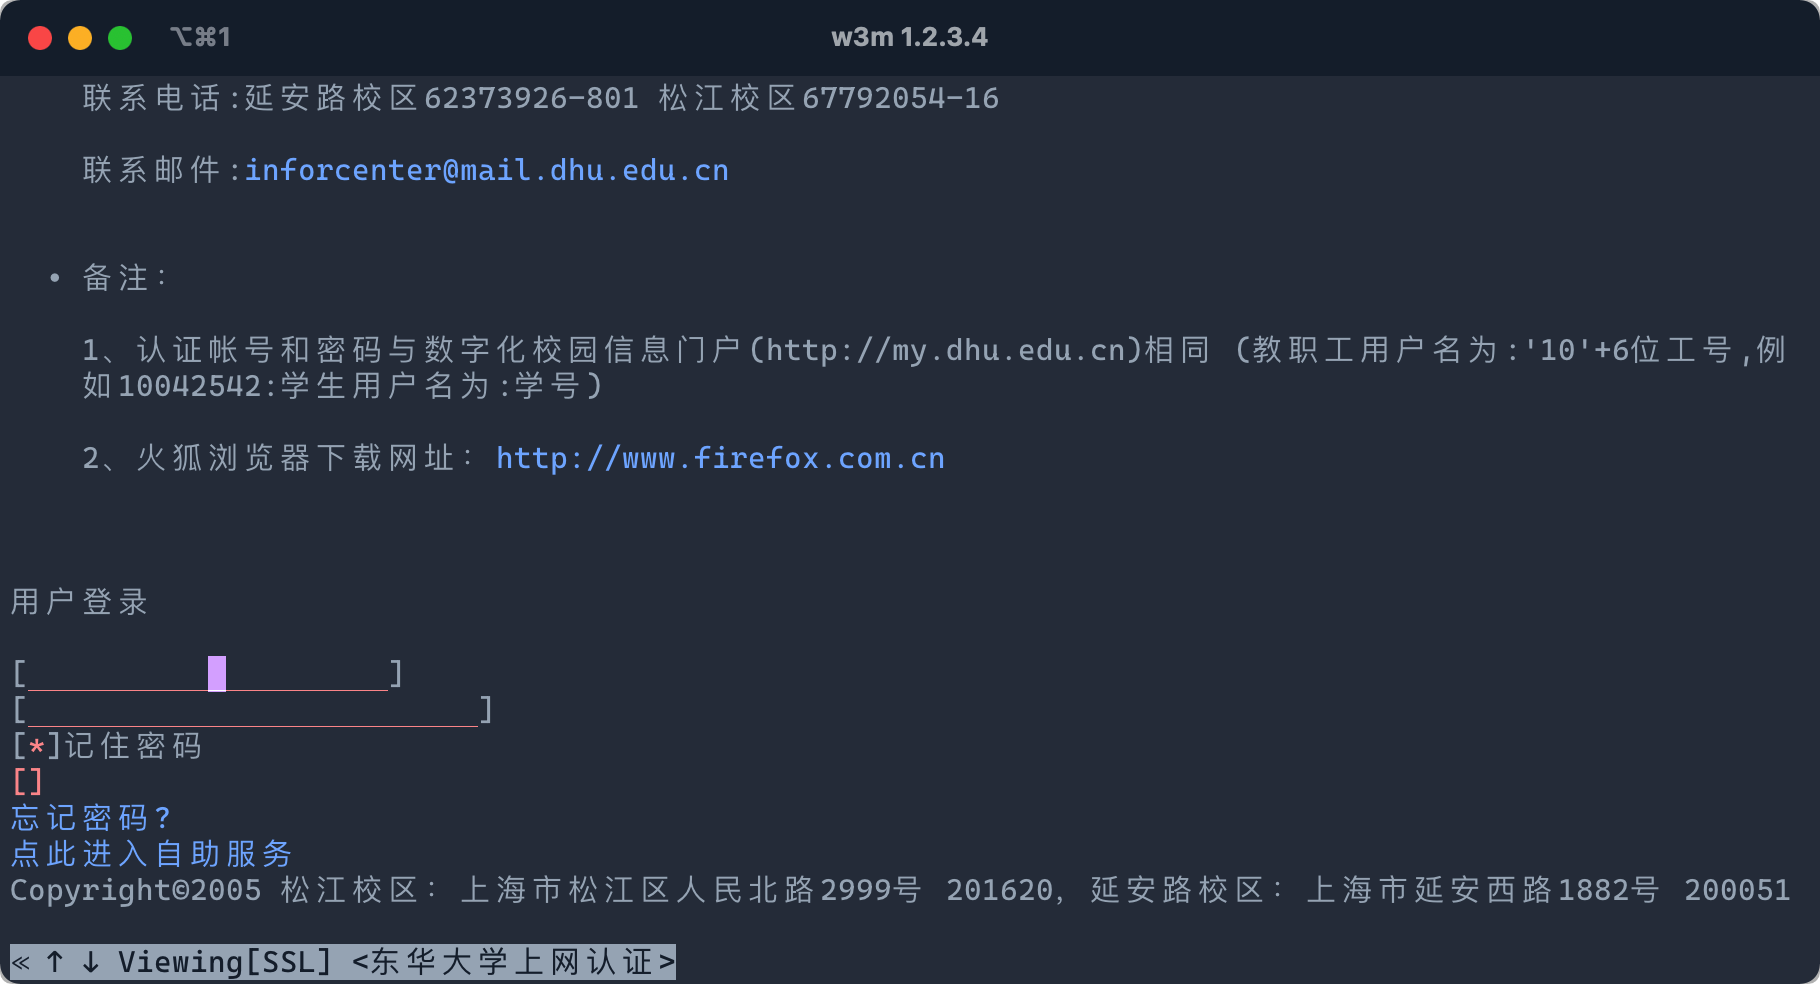 ⌥⌘1
w3m 1.2.3.4
联系电话:延安路校区62373926-801 松江校区67792054-16
联系邮件:inforcenter@mail.dhu.edu.cn
• 备注：
1、认证帐号和密码与数字化校园信息门户(http://my.dhu.edu.cn)相同 (教职工用户名为:'10'+6位工号,例
如10042542:学生用户名为:学号)
2、火狐浏览器下载网址：http://www.firefox.com.cn
用户登录
[ ]
[ ]
[*]记住密码
[]
忘记密码?
点此进入自助服务
Copyright©2005 松江校区：上海市松江区人民北路2999号 201620，延安路校区：上海市延安西路1882号 200051
≪ ↑ ↓ Viewing[SSL] <东华大学上网认证>